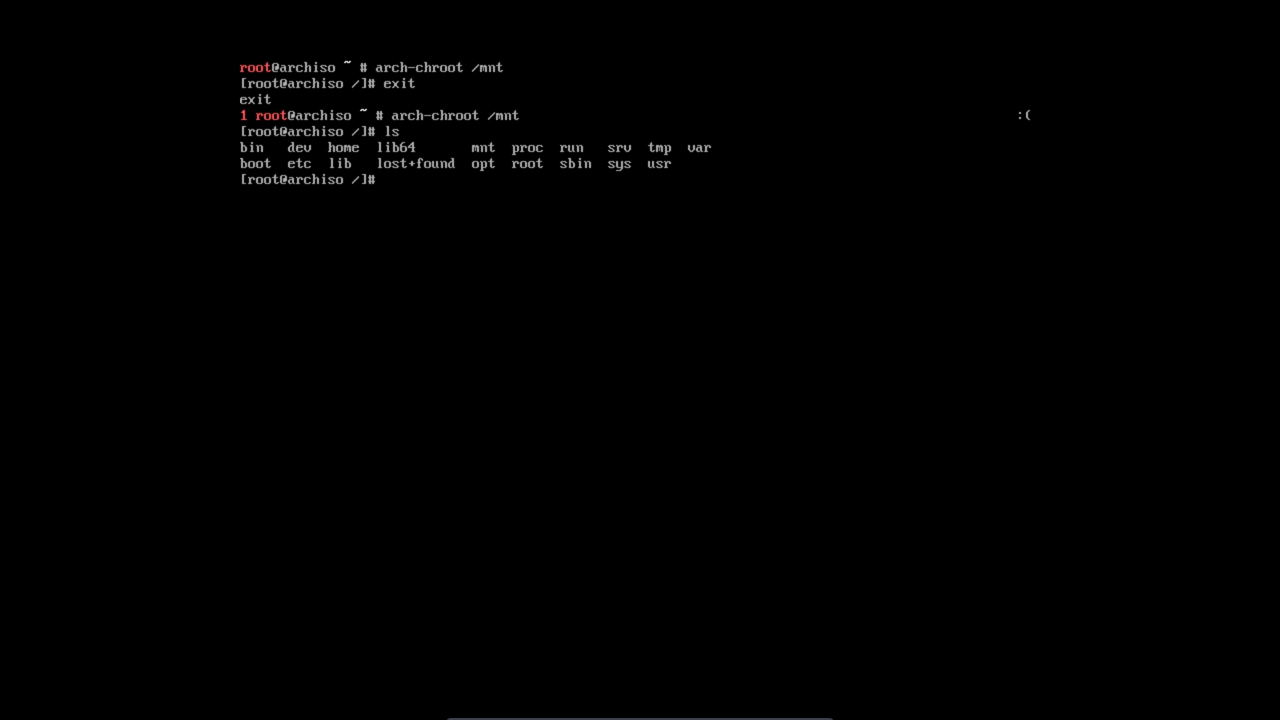 root@archiso ~ # arch-chroot /mnt
[root@archiso /]# exit
exit
1 root@archiso ~ # arch-chroot /mnt :(
[root@archiso /]# ls
bin   dev  home  lib64       mnt  proc  run   srv  tmp  var
boot  etc  lib   lost+found  opt  root  sbin  sys  usr
[root@archiso /]#